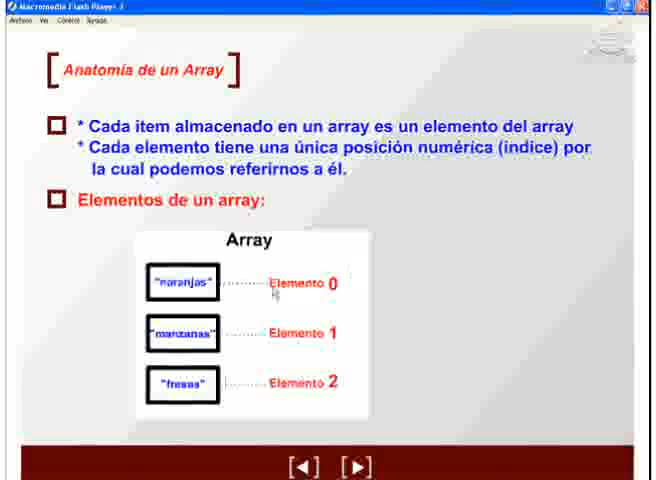 Macromedia Flash Player 7
Archivo Ver Control Ayuda
[Anatomía de un Array]
* Cada item almacenado en un array es un elemento del array
* Cada elemento tiene una única posición numérica (índice) por
la cual podemos referirnos a él.
Elementos de un array:
Array
"naranjas" Elemento 0
"manzanas" Elemento 1
"fresas" Elemento 2